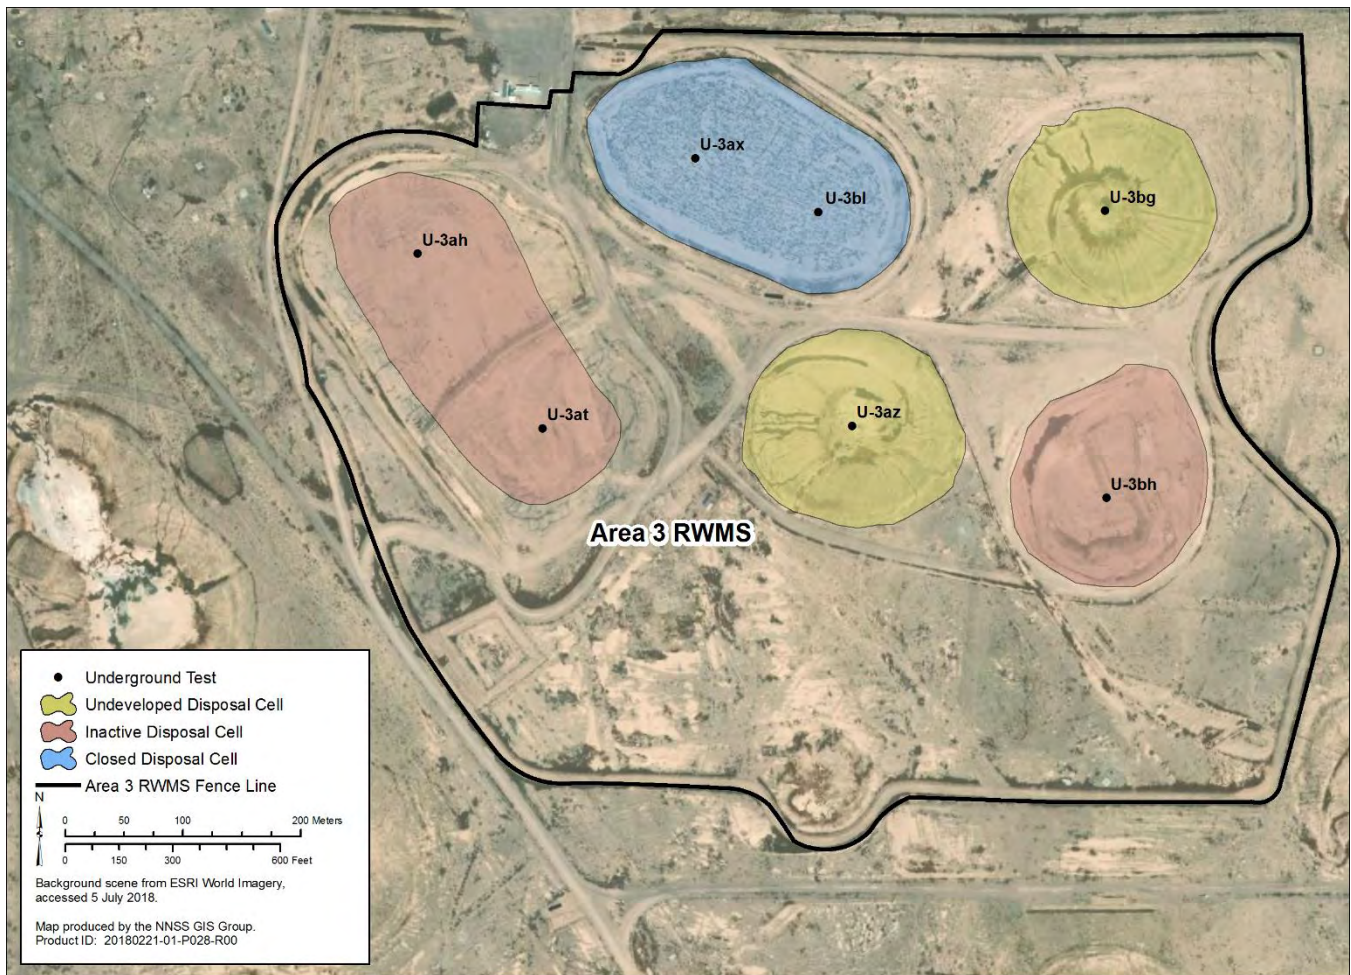 U-3ax
U-3bl
U-3bg
U-3ah
U-3at
U-3az
U-3bh
Area 3 RWMS
Underground Test
Undeveloped Disposal Cell
Inactive Disposal Cell
Closed Disposal Cell
Area 3 RWMS Fence Line
N
0 50 100 200 Meters
0 150 300 600 Feet
Background scene from ESRI World Imagery,
accessed 5 July 2018.
Map produced by the NNSS GIS Group.
Product ID: 20180221-01-P028-R00